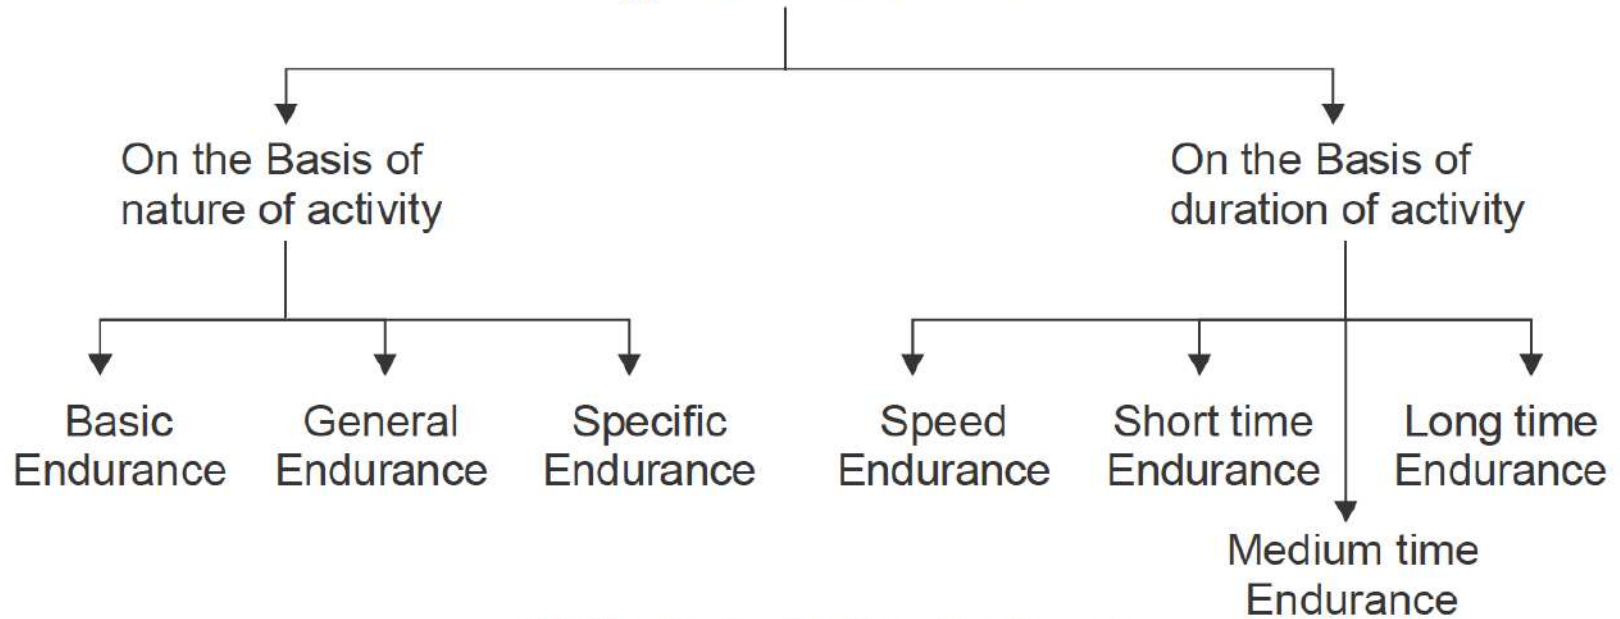 On the Basis of
nature of activity
On the Basis of
duration of activity
Basic
Endurance
General
Endurance
Specific
Endurance
Speed
Endurance
Short time
Endurance
Long time
Endurance
Medium time
Endurance